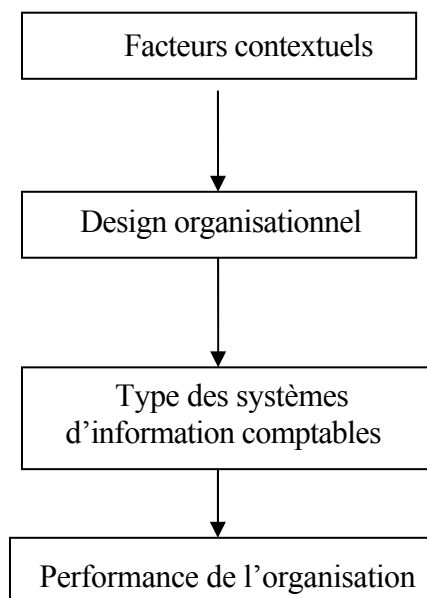 Facteurs contextuels
Design organisationnel
Type des systèmes
d’information comptables
Performance de l’organisation